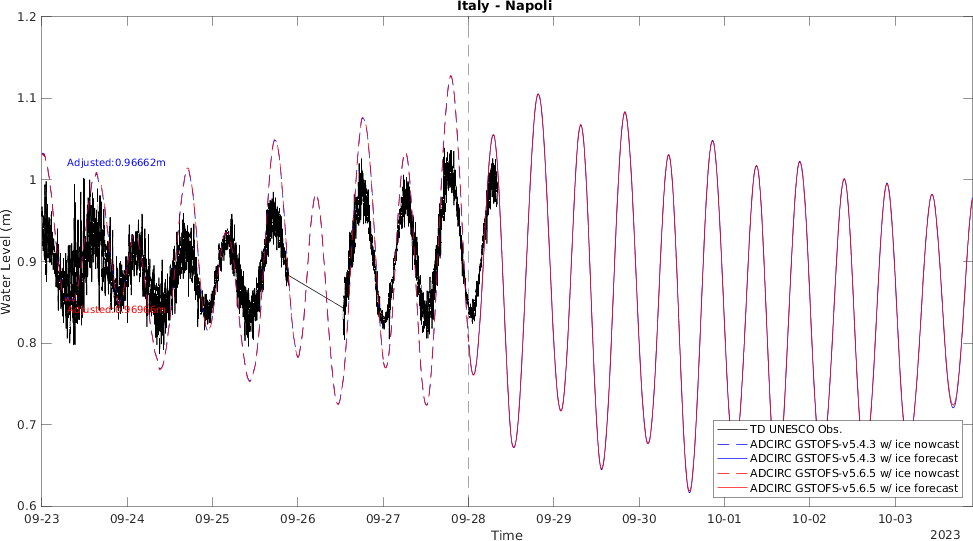 Italy - Napoli
1.2
1.1
1
0.9
0.8
0.7
0.6
Water Level (m)
Adjusted:0.96662m
TD UNESCO Obs.
ADCIRC GSTOFS-v5.4.3 w/ ice nowcast
ADCIRC GSTOFS-v5.4.3 w/ ice forecast
ADCIRC GSTOFS-v5.6.5 w/ ice nowcast
ADCIRC GSTOFS-v5.6.5 w/ ice forecast
09-23 09-24 09-25 09-26 09-27 09-28 09-29 09-30 10-01 10-02 10-03
Time
2023